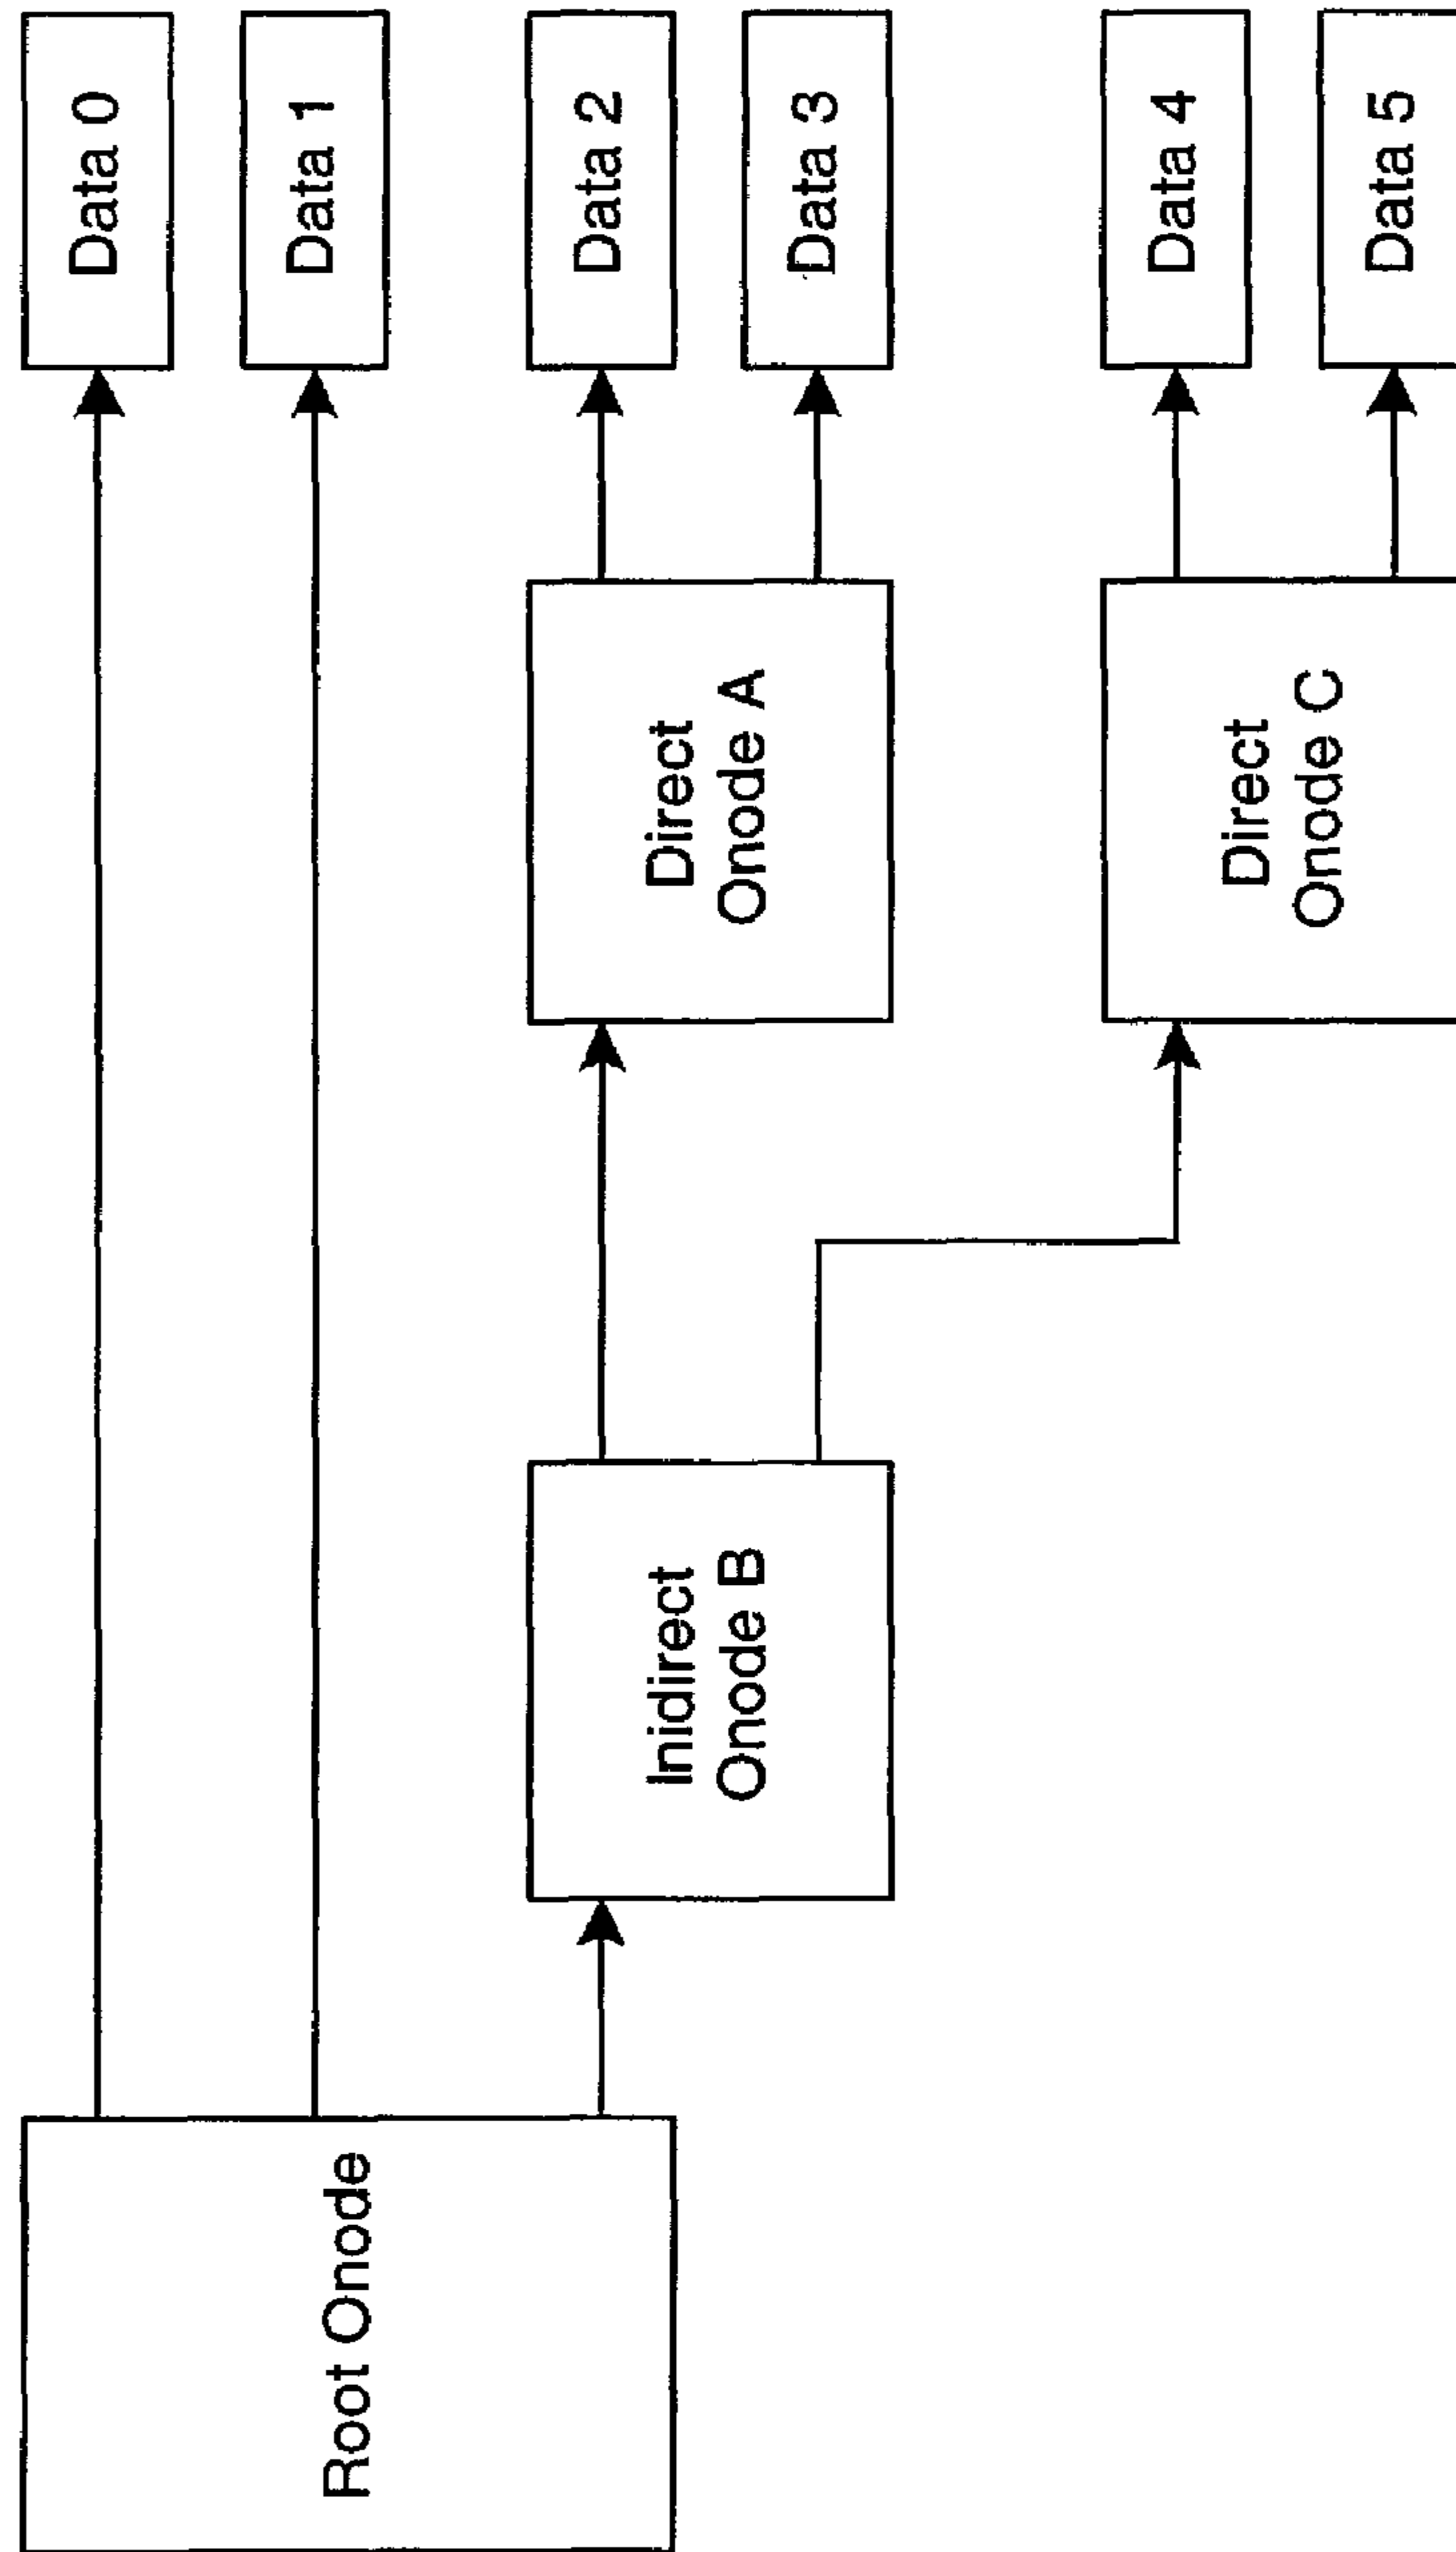 Root Onode
Data 0
Data 1
Inidirect
Onode B
Direct
Onode A
Data 2
Data 3
Direct
Onode C
Data 4
Data 5